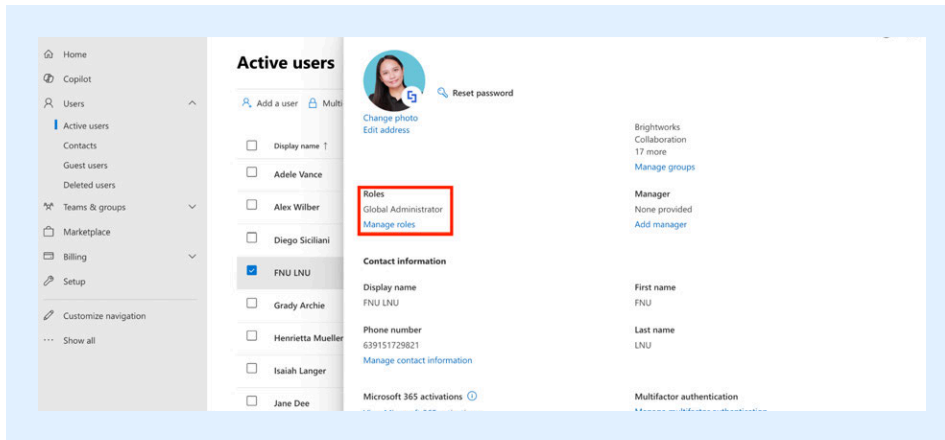 Home
Copilot
Users
Active users
Contacts
Guest users
Deleted users
Teams & groups
Marketplace
Billing
Setup
Customize navigation
Show all
Active users
Add a user
Multi
Display name ↑
Adele Vance
Alex Wilber
Diego Siciliani
FNU LNU
Grady Archie
Henrietta Mueller
Isaiah Langer
Jane Dee
Reset password
Change photo
Edit address
Brightworks
Collaboration
17 more
Manage groups
Roles
Global Administrator
Manage roles
Manager
None provided
Add manager
Contact information
Display name
FNU LNU
First name
FNU
Phone number
639151729821
Manage contact information
Last name
LNU
Microsoft 365 activations
Multifactor authentication
Manage multifactor authentication